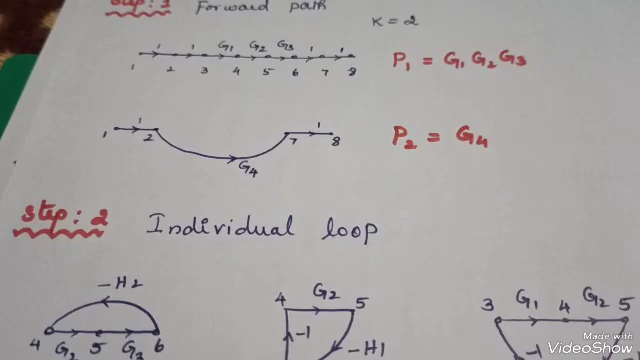 Step: 1 Forward path
K = 2
1 1 G1 G2 G3 1 1
1 2 3 4 5 6 7 8
P1 = G1 G2 G3
1 1 2 7 1 8
G4
P2 = G4
Step: 2 Individual loop
-H2
4 G2 5 G3 6
4 G2 5
-1 -H1
3 G1 4 G2 5
-1
Made with
VideoShow